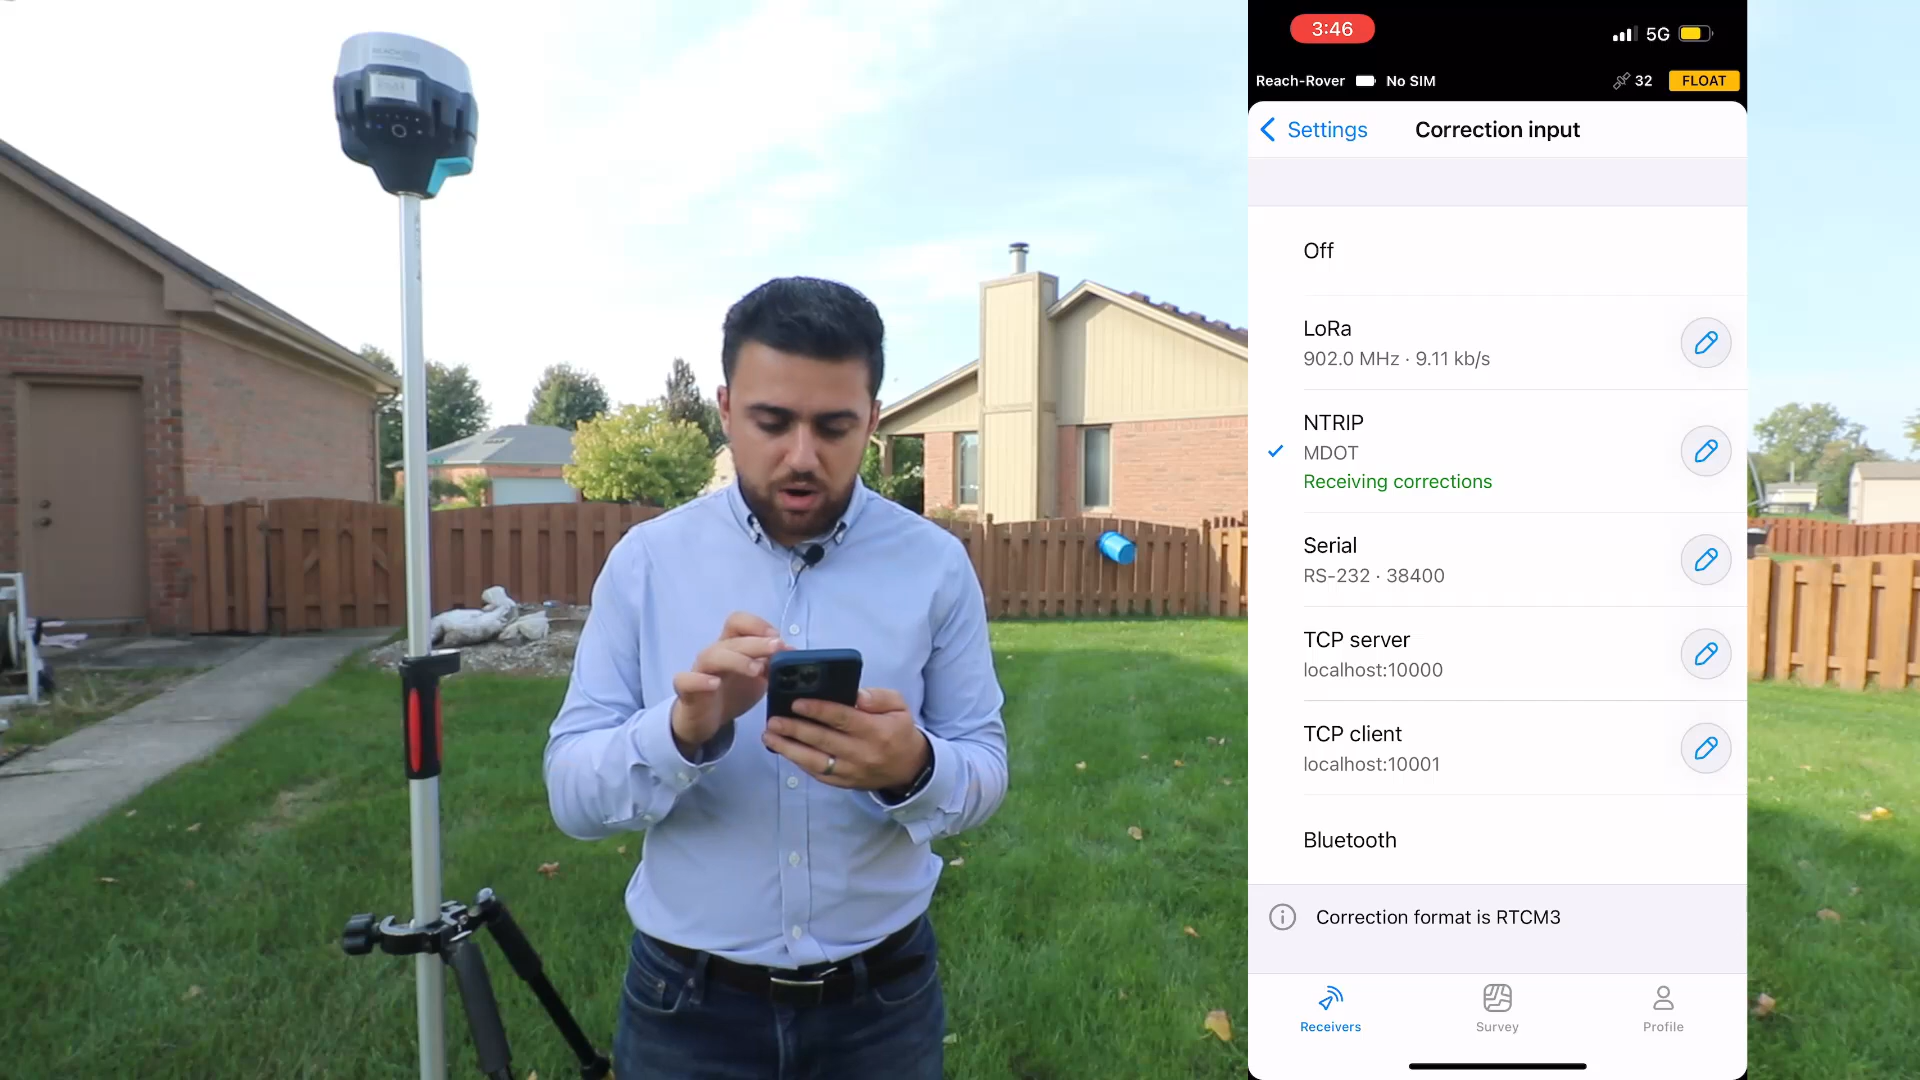 3:46
5G
Reach-Rover No SIM 32 FLOAT
Settings Correction input
Off
LoRa
902.0 MHz · 9.11 kb/s
NTRIP
MDOT
Receiving corrections
Serial
RS-232 · 38400
TCP server
localhost:10000
TCP client
localhost:10001
Bluetooth
Correction format is RTCM3
Receivers Survey Profile